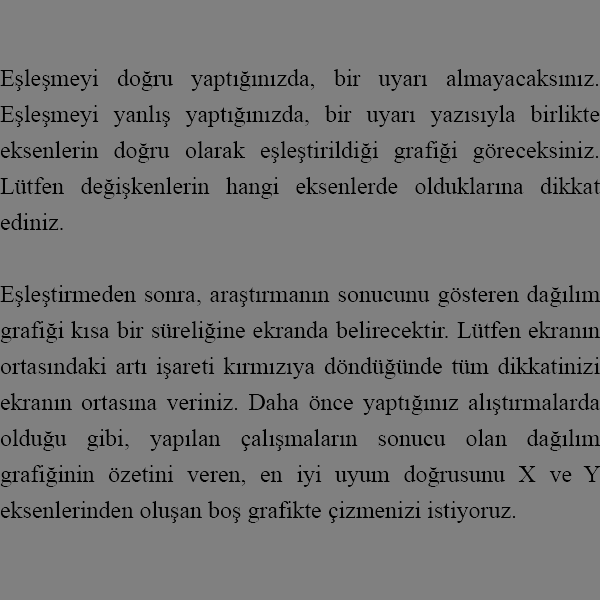 Eşleşmeyi doğru yaptığınızda, bir uyarı almayacaksınız.
Eşleşmeyi yanlış yaptığınızda, bir uyarı yazısıyla birlikte
eksenlerin doğru olarak eşleştirildiği grafiği göreceksiniz.
Lütfen değişkenlerin hangi eksenlerde olduklarına dikkat
ediniz.
Eşleştirmeden sonra, araştırmanın sonucunu gösteren dağılım
grafiği kısa bir süreliğine ekranda belirecektir. Lütfen ekranın
ortasındaki artı işareti kırmızıya döndüğünde tüm dikkatinizi
ekranın ortasına veriniz. Daha önce yaptığınız alıştırmalarda
olduğu gibi, yapılan çalışmaların sonucu olan dağılım
grafiğinin özetini veren, en iyi uyum doğrusunu X ve Y
eksenlerinden oluşan boş grafikte çizmenizi istiyoruz.